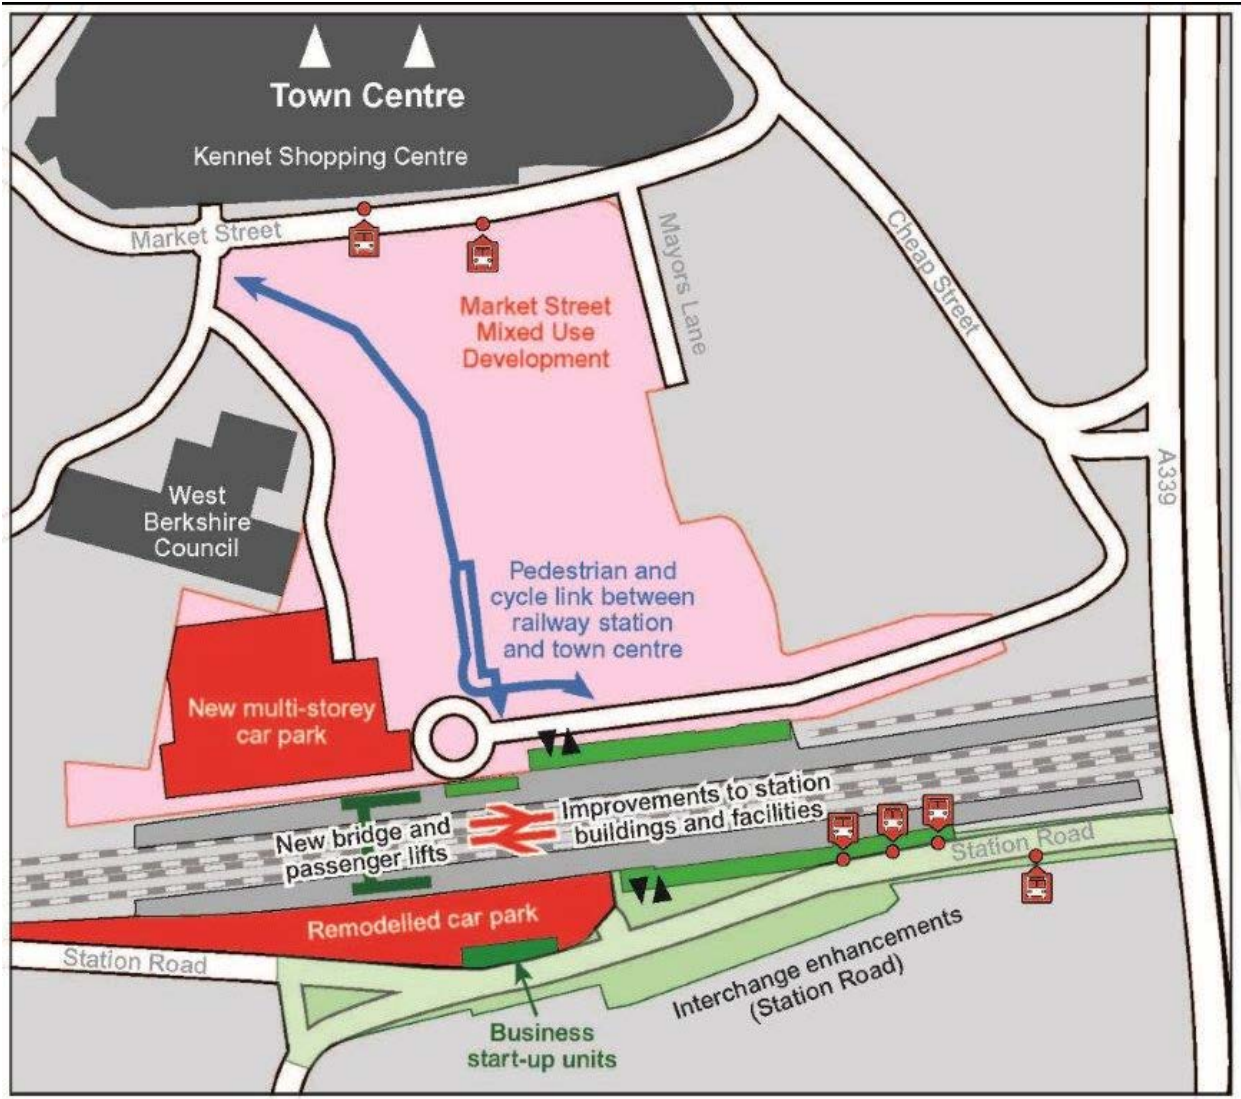 Town Centre
Kennet Shopping Centre
Market Street
Mayors Lane
Cheap Street
Market Street
Mixed Use
Development
A339
West
Berkshire
Council
Pedestrian and
cycle link between
railway station
and town centre
New multi-storey
car park
New bridge and
passenger lifts
Improvements to station
buildings and facilities
Station Road
Remodelled car park
Station Road
Interchange enhancements
(Station Road)
Business
start-up units